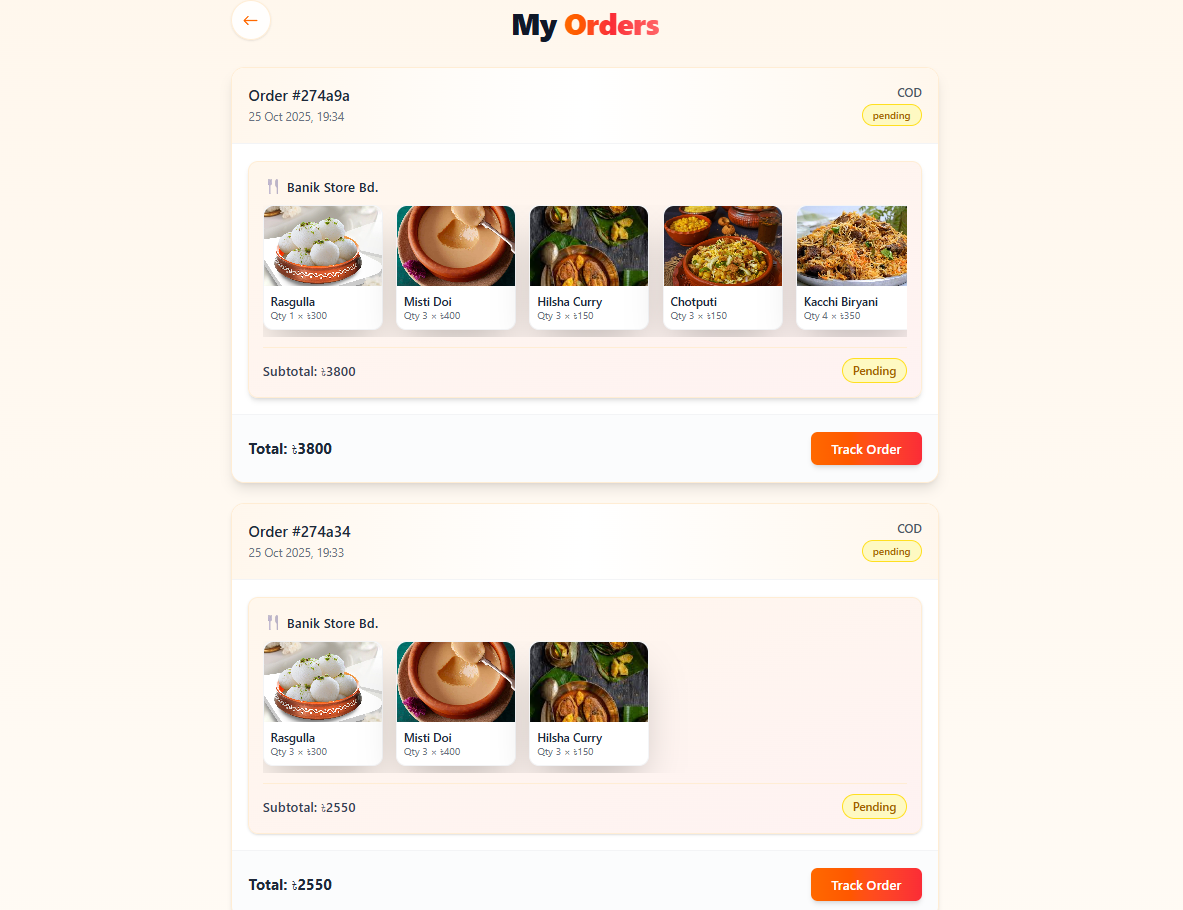 My Orders
Order #274a9a
COD
25 Oct 2025, 19:34
pending
Banik Store Bd.
Rasgulla
Qty 1 × ৳300
Misti Doi
Qty 3 × ৳400
Hilsha Curry
Qty 3 × ৳150
Chotputi
Qty 3 × ৳150
Kacchi Biryani
Qty 4 × ৳350
Subtotal: ৳3800
Pending
Total: ৳3800
Track Order
Order #274a34
COD
25 Oct 2025, 19:33
pending
Banik Store Bd.
Rasgulla
Qty 3 × ৳300
Misti Doi
Qty 3 × ৳400
Hilsha Curry
Qty 3 × ৳150
Subtotal: ৳2550
Pending
Total: ৳2550
Track Order